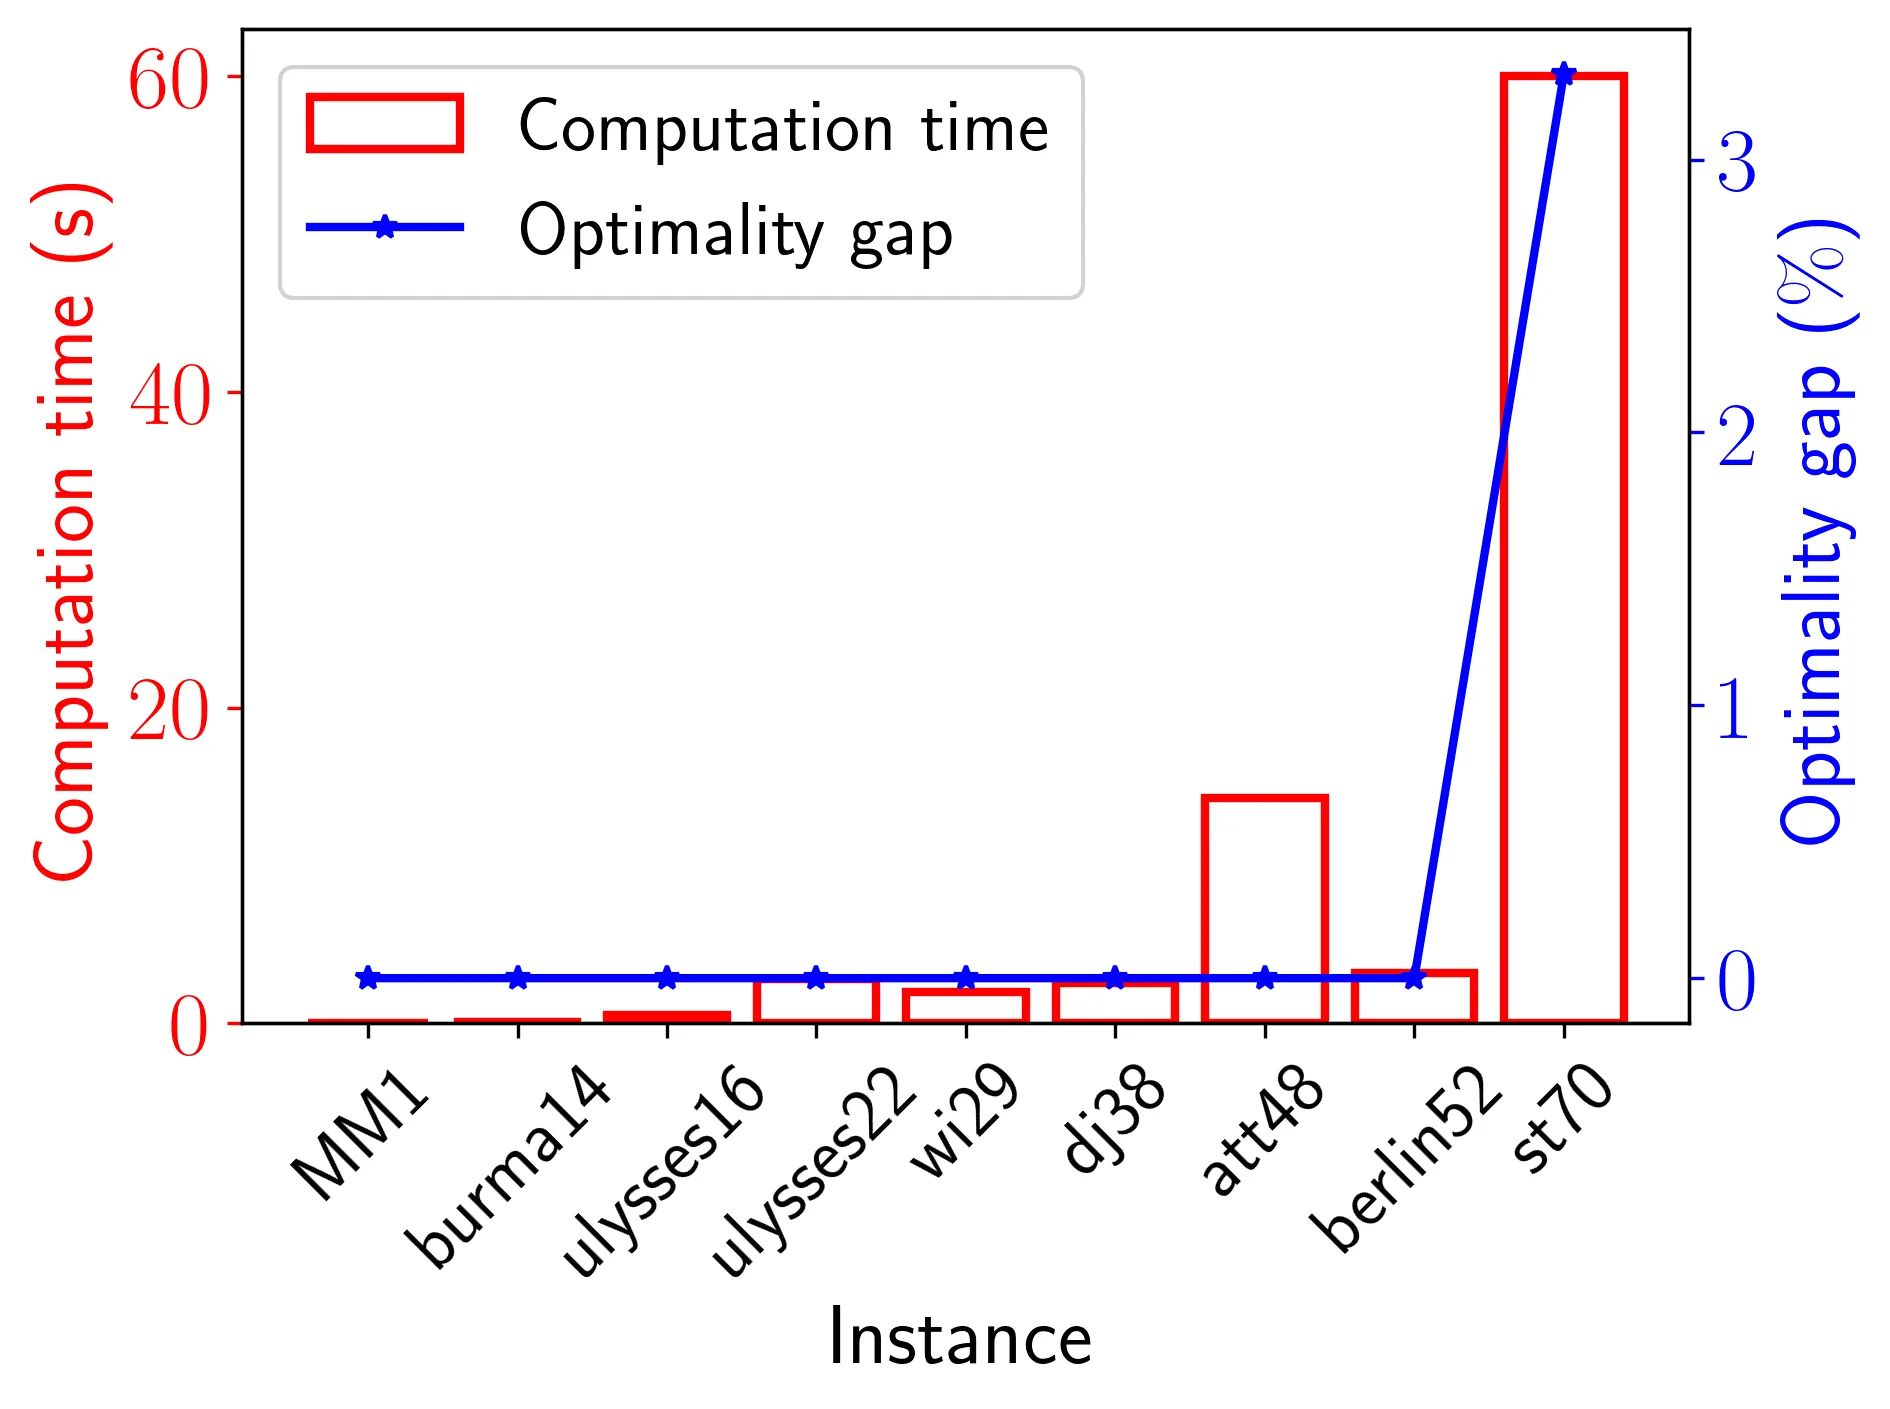 Computation time
Optimality gap
Computation time (s)
60
40
20
0
Optimality gap (%)
3
2
1
0
MM1
burma14
ulysses16
ulysses22
wi29
dj38
att48
berlin52
st70
Instance